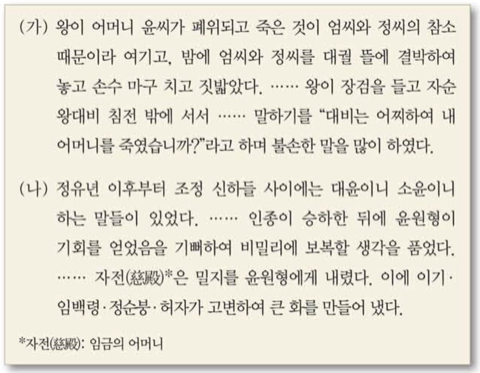 (가) 왕이 어머니 윤씨가 폐위되고 죽은 것이 엄씨와 정씨의 참소
때문이라 여기고, 밤에 엄씨와 정씨를 대궐 뜰에 결박하여
놓고 손수 마구 치고 짓밟았다. …… 왕이 장검을 들고 자순
왕대비 침전 밖에 서서 …… 말하기를 “대비는 어찌하여 내
어머니를 죽였습니까?”라고 하며 불손한 말을 많이 하였다.
(나) 정유년 이후부터 조정 신하들 사이에는 대윤이니 소윤이니
하는 말들이 있었다. …… 인종이 승하한 뒤에 윤원형이
기회를 얻었음을 기뻐하여 비밀리에 보복할 생각을 품었다.
…… 자전(慈殿)*은 밀지를 윤원형에게 내렸다. 이에 이기·
임백령·정순붕·허자가 고변하여 큰 화를 만들어 냈다.
*자전(慈殿): 임금의 어머니